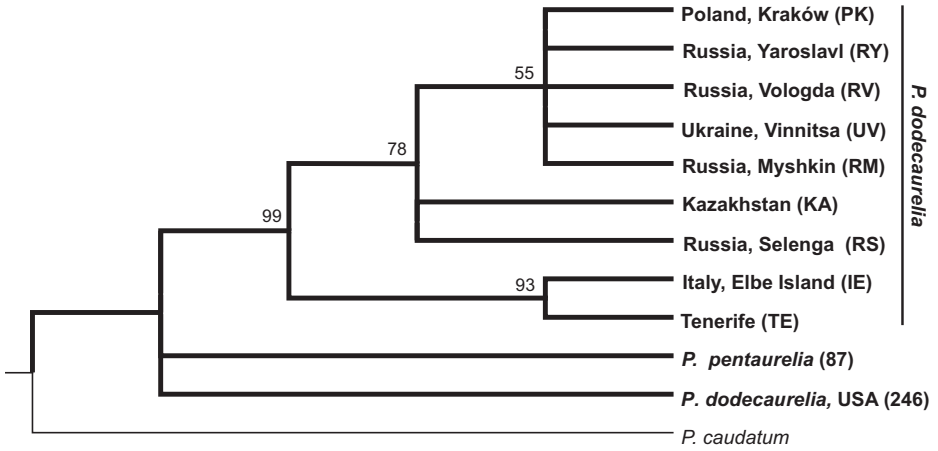 Poland, Kraków (PK)
55
Russia, Yaroslavl (RY)
Russia, Vologda (RV)
Ukraine, Vinnitsa (UV)
78
Russia, Myshkin (RM)
Kazakhstan (KA)
99
Russia, Selenga (RS)
Italy, Elbe Island (IE)
93
Tenerife (TE)
P. dodecaurelia
P. pentaurelia (87)
P. dodecaurelia, USA (246)
P. caudatum